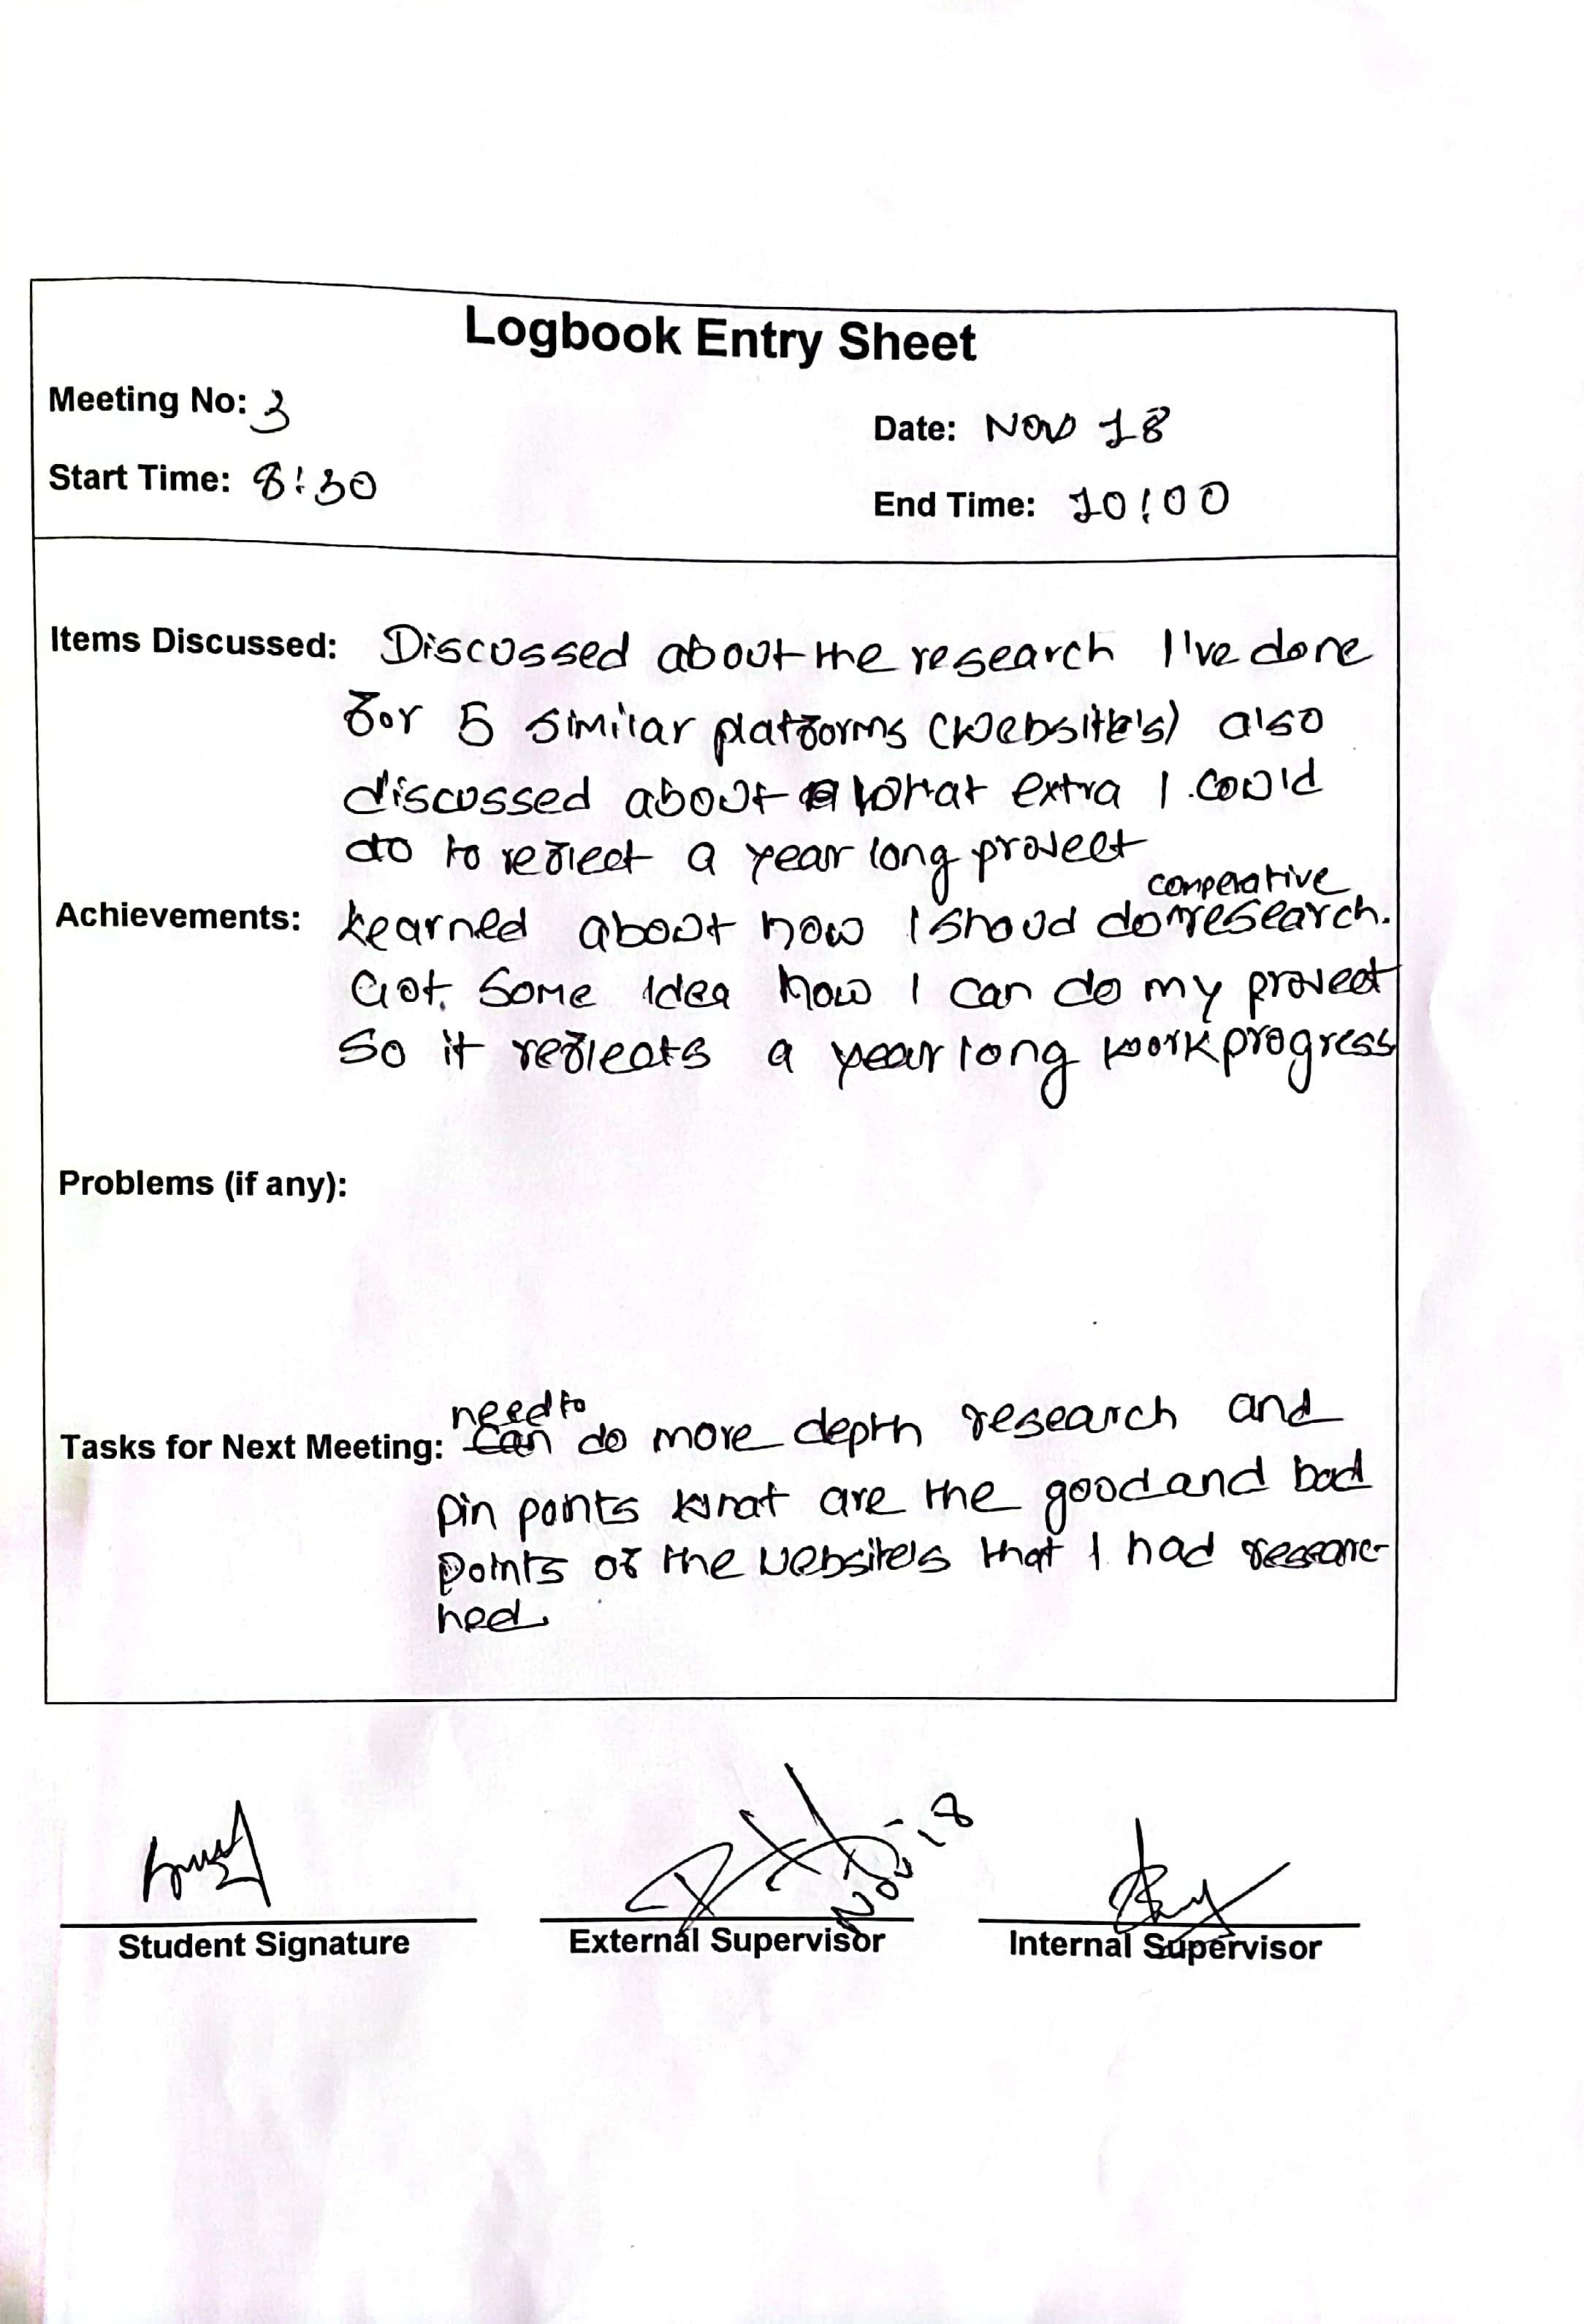 Logbook Entry Sheet
Meeting No: 3
Date: Nov 18
Start Time: 8:30
End Time: 10:00
Items Discussed: Discussed about the research I've done
for 5 similar platforms (website's) also
discussed about what extra I could
do to reflect a year long project
Achievements: Learned about how I shoud do comperative research.
Got some idea how I can do my project
So it reflects a year long work progress
Problems (if any):
Tasks for Next Meeting: need to do more depth research and
pin ponts what are the good and bad
points of the website's that I had researc-
hed.
Nov-18
Student Signature
External Supervisor
Internal Supervisor